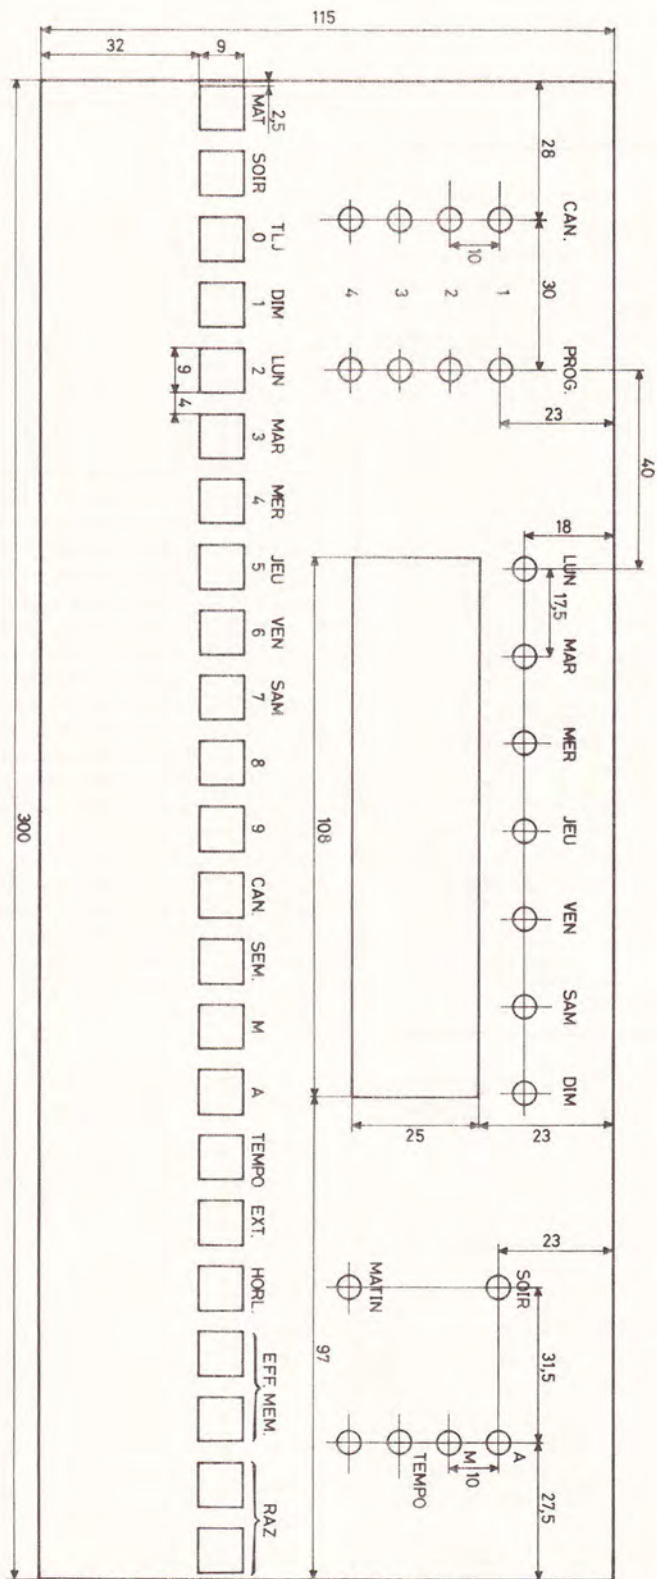 40
28 30 23 18 17,5 23 23 31,5 27,5
CAN. PROG. LUN MAR MER JEU VEN SAM DIM SOIR A
10 1
2 M 10
3 TEMPO
4 25 MATIN
115
108 97
2,5
MAT SOIR TLJ DIM LUN MAR MER JEU VEN SAM
0 1 2 3 4 5 6 7 8 9 CAN. SEM. M A TEMPO EXT. HORL. EFF. MEM. RAZ
9
9 4
32
300